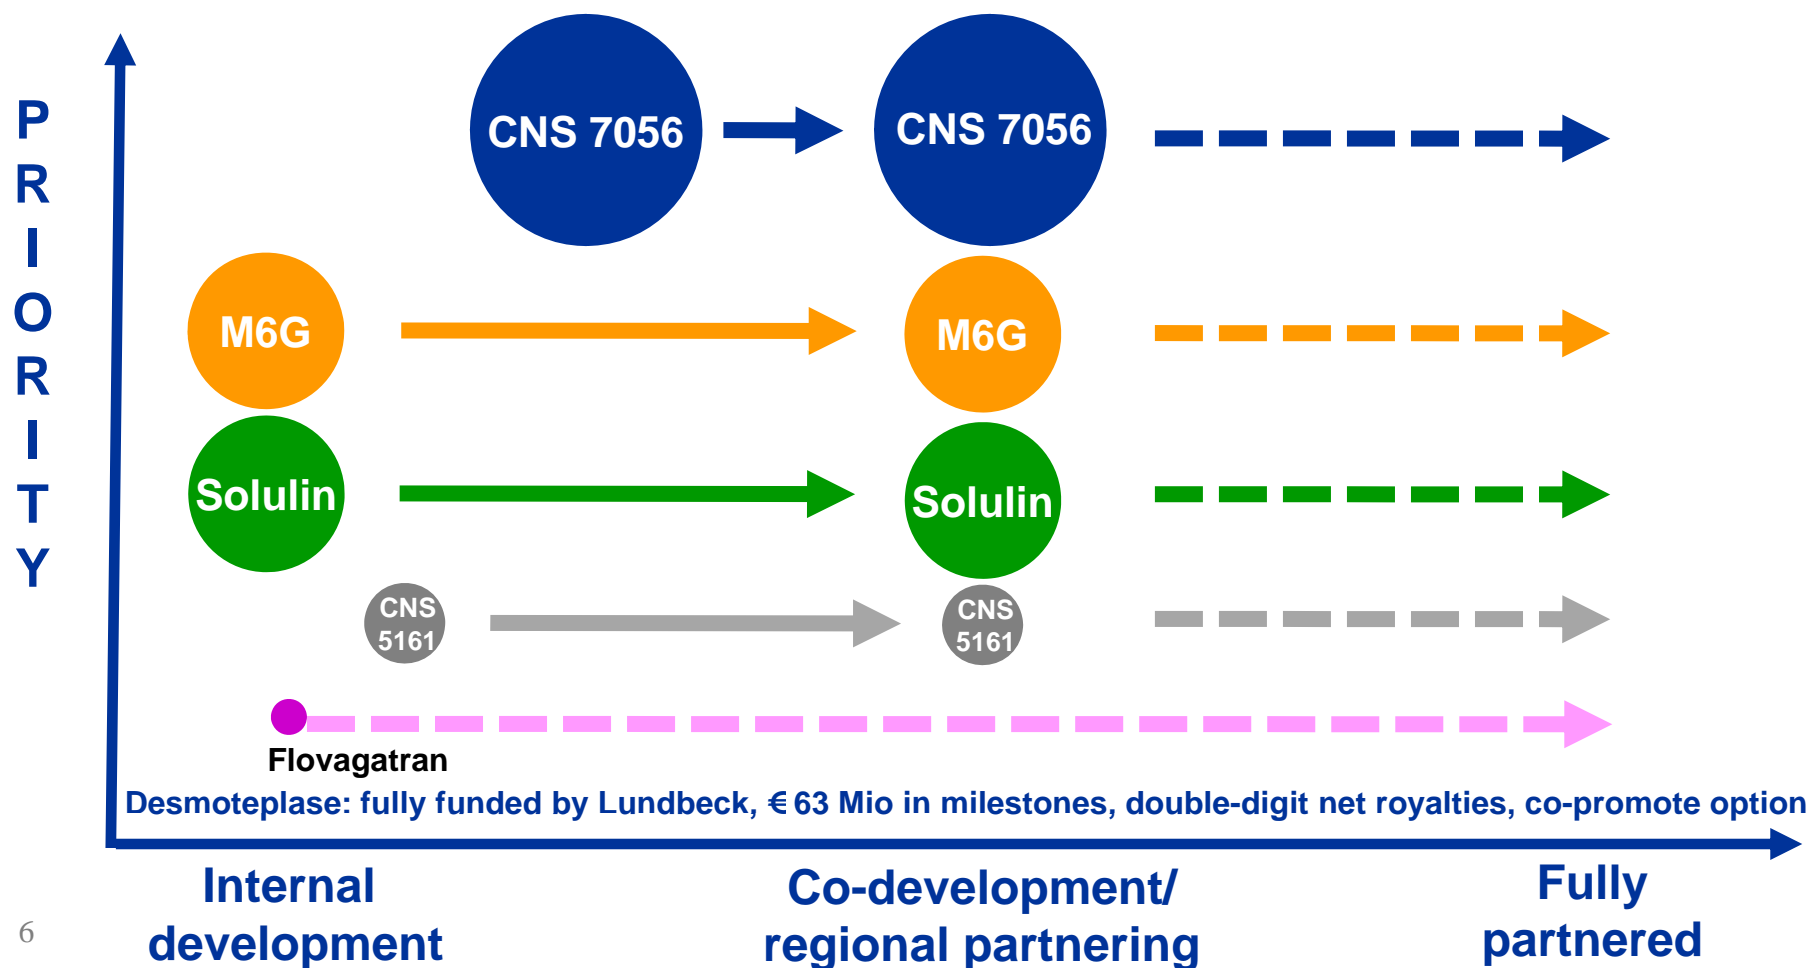 PRIORITY
CNS 7056
CNS 7056
M6G
M6G
Solulin
Solulin
CNS
5161
CNS
5161
Flovagatran
Desmoteplase: fully funded by Lundbeck, € 63 Mio in milestones, double-digit net royalties, co-promote option
Internal
development
Co-development/
regional partnering
Fully
partnered
6